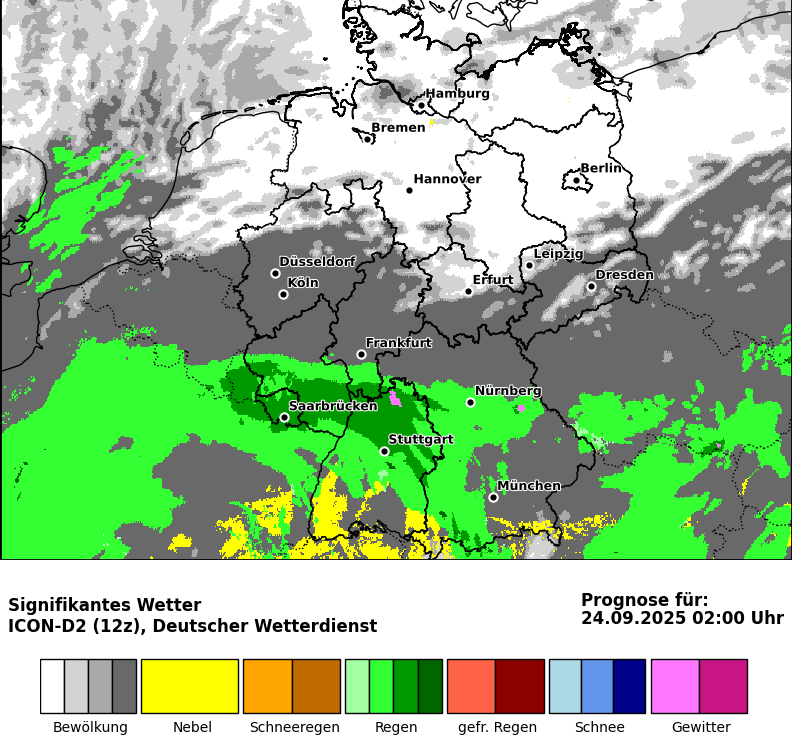 Hamburg
Bremen
Berlin
Hannover
Leipzig
Düsseldorf
Dresden
Köln
Erfurt
Frankfurt
Nürnberg
Saarbrücken
Stuttgart
München
Signifikantes Wetter
ICON-D2 (12z), Deutscher Wetterdienst
Prognose für:
24.09.2025 02:00 Uhr
Bewölkung Nebel Schneeregen Regen gefr. Regen Schnee Gewitter